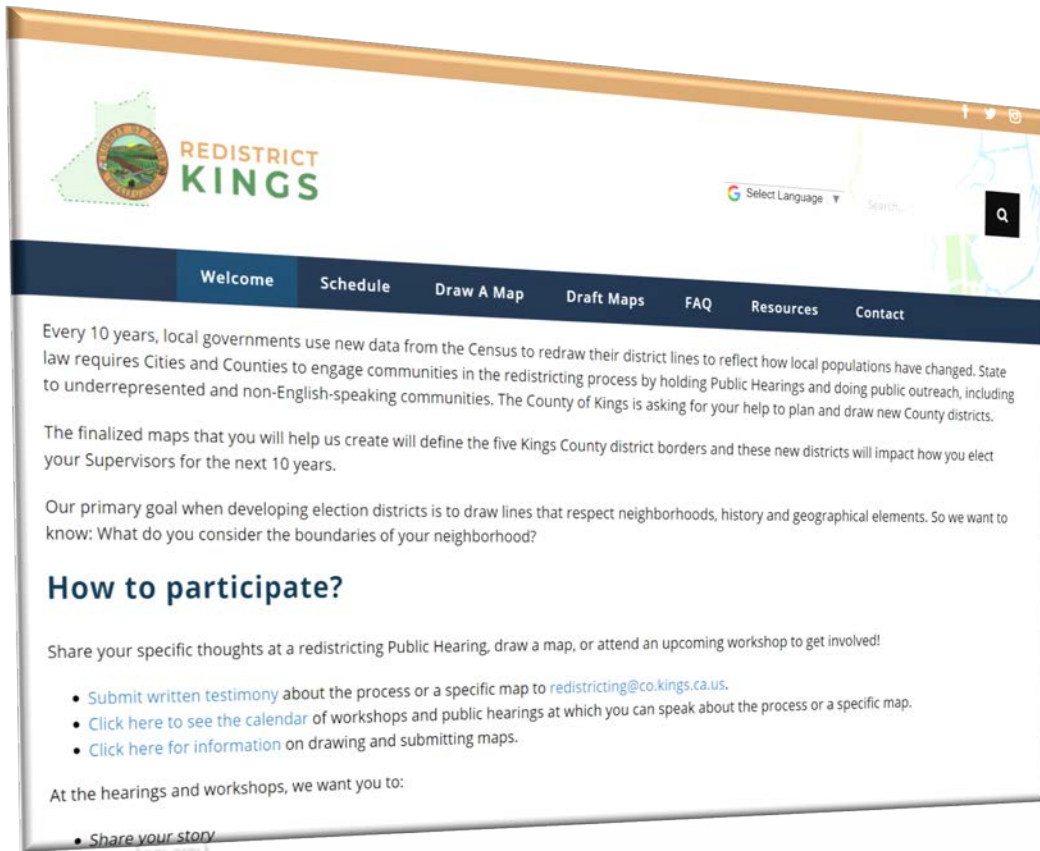 REDISTRICT
KINGS
Select Language ▼
Search...
Welcome Schedule Draw A Map Draft Maps FAQ Resources Contact
Every 10 years, local governments use new data from the Census to redraw their district lines to reflect how local populations have changed. State
law requires Cities and Counties to engage communities in the redistricting process by holding Public Hearings and doing public outreach, including
to underrepresented and non-English-speaking communities. The County of Kings is asking for your help to plan and draw new County districts.
The finalized maps that you will help us create will define the five Kings County district borders and these new districts will impact how you elect
your Supervisors for the next 10 years.
Our primary goal when developing election districts is to draw lines that respect neighborhoods, history and geographical elements. So we want to
know: What do you consider the boundaries of your neighborhood?
How to participate?
Share your specific thoughts at a redistricting Public Hearing, draw a map, or attend an upcoming workshop to get involved!
• Submit written testimony about the process or a specific map to redistricting@co.kings.ca.us.
• Click here to see the calendar of workshops and public hearings at which you can speak about the process or a specific map.
• Click here for information on drawing and submitting maps.
At the hearings and workshops, we want you to:
• Share your story